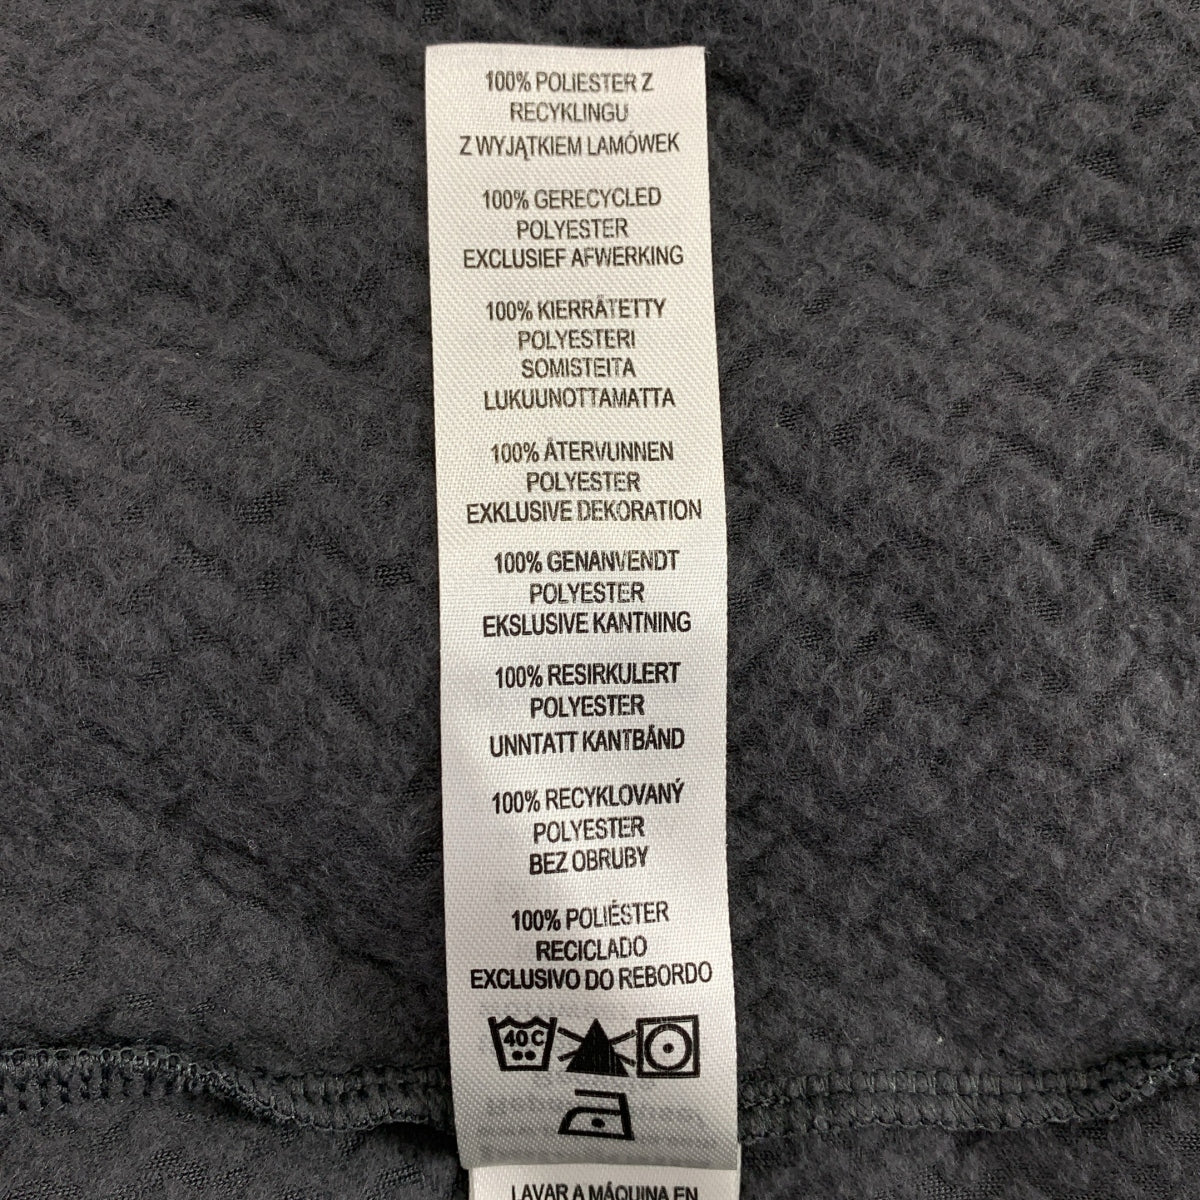 100% POLIESTER Z
RECYKLINGU
Z WYJĄTKIEM LAMÓWEK
100% GERECYCLED
POLYESTER
EXCLUSIEF AFWERKING
100% KIERRÄTETTY
POLYESTERI
SOMISTEITA
LUKUUNOTTAMATTA
100% ÅTERVUNNEN
POLYESTER
EXKLUSIVE DEKORATION
100% GENANVENDT
POLYESTER
EKSLUSIVE KANTNING
100% RESIRKULERT
POLYESTER
UNNTATT KANTBÅND
100% RECYKLOVANÝ
POLYESTER
BEZ OBRUBY
100% POLIÉSTER
RECICLADO
EXCLUSIVO DO REBORDO
40 C
LAVAR A MÁQUINA EN